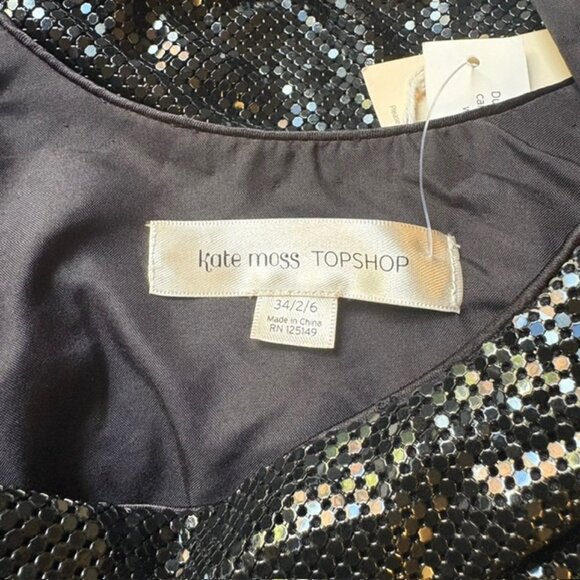 kate moss TOPSHOP
34/2/6
Made in China
RN 125149